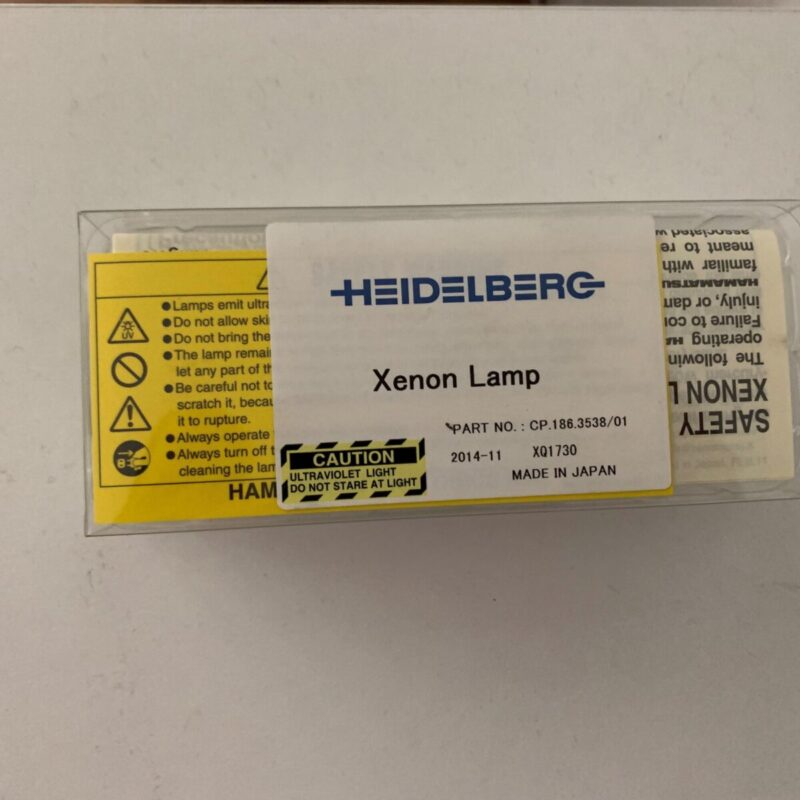 HEIDELBERG
Xenon Lamp
PART NO. : CP.186.3538/01
2014-11 XQ1730
MADE IN JAPAN
CAUTION
ULTRAVIOLET LIGHT
DO NOT STARE AT LIGHT
●Lamps emit ultra
●Do not allow ski
●Do not bring the
●The lamp remai
let any part of th
●Be careful not to
scratch it, becau
it to rupture.
●Always operate
●Always turn off t
cleaning the lam
HAM
UV
SAFETY
XENON L
The followin
operating HA
Failure to co
injuly, or dam
HAMAMATSU
familiar with
meant to re
associated w